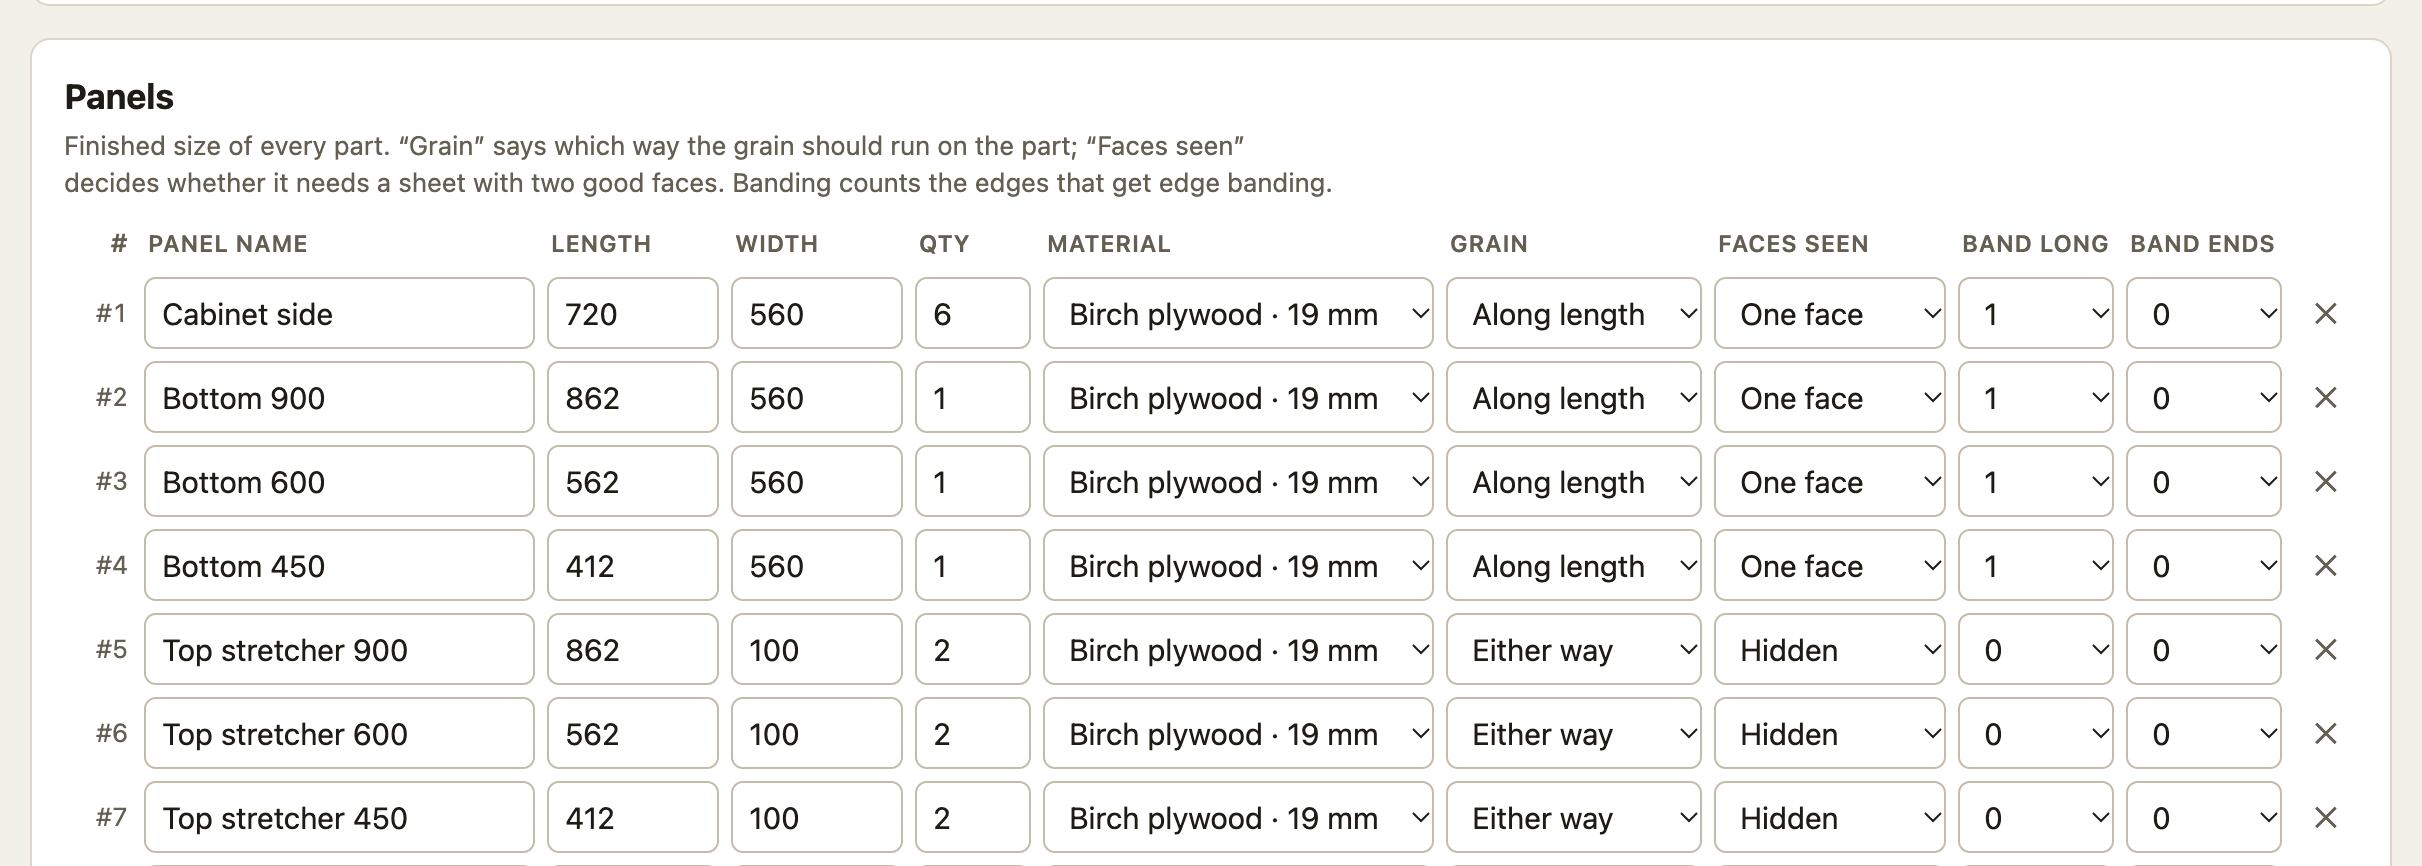 Panels
Finished size of every part. “Grain” says which way the grain should run on the part; “Faces seen”
decides whether it needs a sheet with two good faces. Banding counts the edges that get edge banding.
# PANEL NAME LENGTH WIDTH QTY MATERIAL GRAIN FACES SEEN BAND LONG BAND ENDS
#1 Cabinet side 720 560 6 Birch plywood · 19 mm Along length One face 1 0
#2 Bottom 900 862 560 1 Birch plywood · 19 mm Along length One face 1 0
#3 Bottom 600 562 560 1 Birch plywood · 19 mm Along length One face 1 0
#4 Bottom 450 412 560 1 Birch plywood · 19 mm Along length One face 1 0
#5 Top stretcher 900 862 100 2 Birch plywood · 19 mm Either way Hidden 0 0
#6 Top stretcher 600 562 100 2 Birch plywood · 19 mm Either way Hidden 0 0
#7 Top stretcher 450 412 100 2 Birch plywood · 19 mm Either way Hidden 0 0